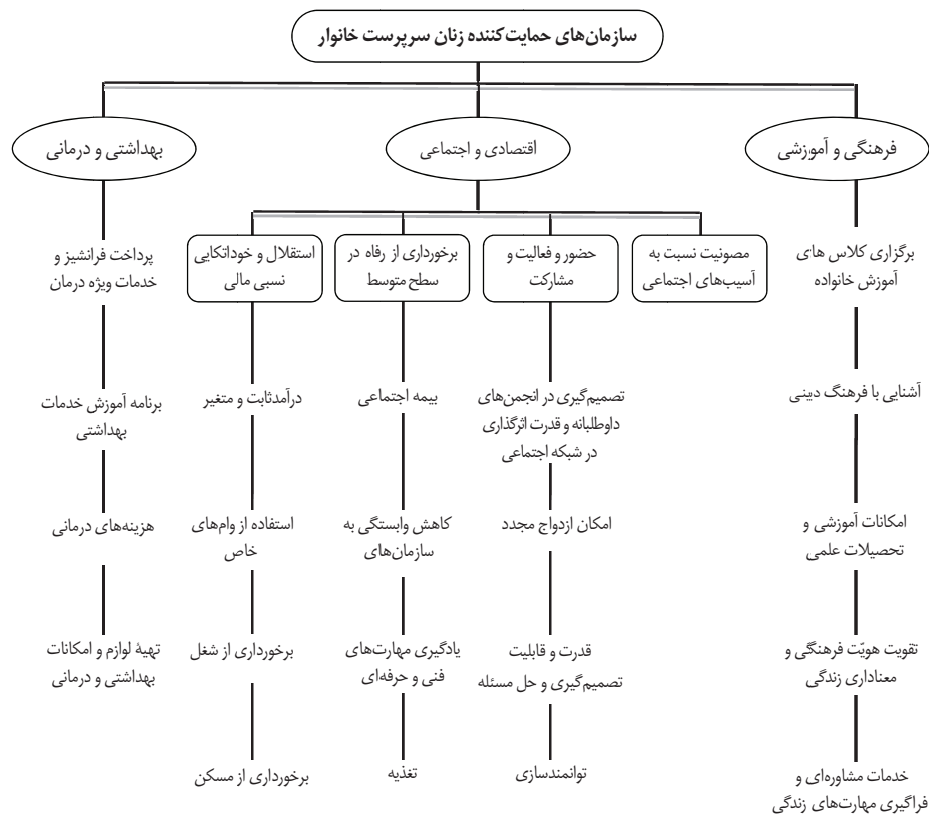 سازمان‌های حمایت‌کننده زنان سرپرست خانوار
فرهنگی و آموزشی
اقتصادی و اجتماعی
بهداشتی و درمانی
برگزاری کلاس های
آموزش خانواده
آشنایی با فرهنگ دینی
امکانات آموزشی و
تحصیلات علمی
تقویت هویّت فرهنگی و
معناداری زندگی
خدمات مشاوره‌ای و
فراگیری مهارت‌های زندگی
مصونیت نسبت به
آسیب‌های اجتماعی
حضور و فعالیت و
مشارکت
تصمیم‌گیری در انجمن‌های
داوطلبانه و قدرت اثرگذاری
در شبکه اجتماعی
امکان ازدواج مجدد
قدرت و قابلیت
تصمیم‌گیری و حل مسئله
توانمندسازی
برخورداری از رفاه در
سطح متوسط
بیمه اجتماعی
کاهش وابستگی به
سازمان‌های
یادگیری مهارت‌های
فنی و حرفه‌ای
تغذیه
استقلال و خوداتکایی
نسبی مالی
درآمدثابت و متغیر
استفاده از وام‌های
خاص
برخورداری از شغل
برخورداری از مسکن
پرداخت فرانشیز و
خدمات ویژه درمان
برنامه آموزش خدمات
بهداشتی
هزینه‌های درمانی
تهیهٔ لوازم و امکانات
بهداشتی و درمانی